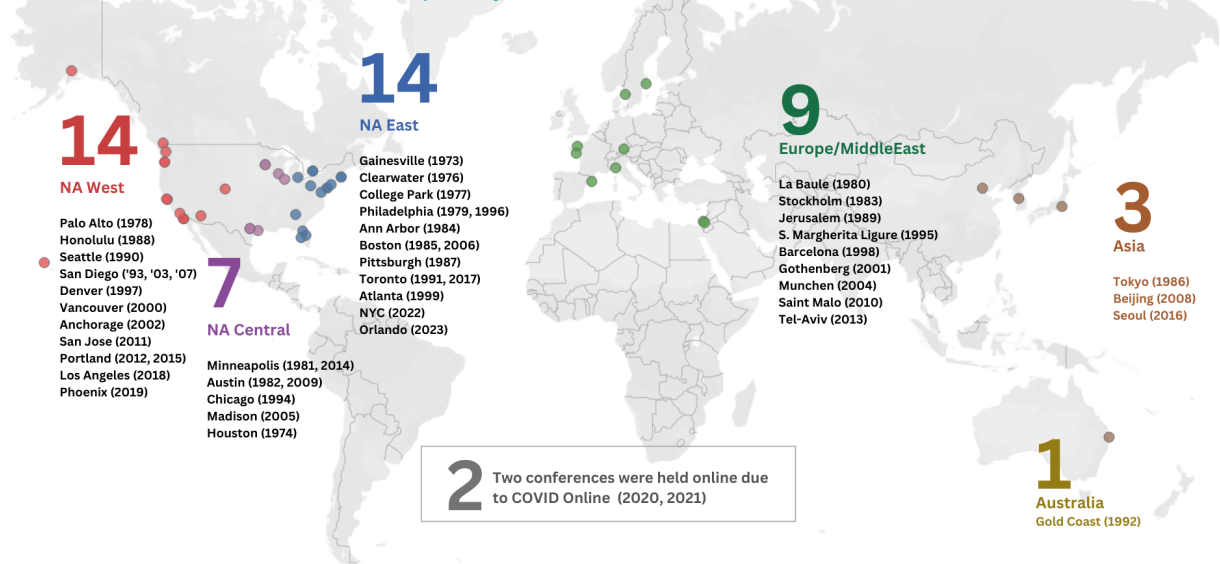 14
NA West
Palo Alto (1978)
Honolulu (1988)
Seattle (1990)
San Diego ('93, '03, '07)
Denver (1997)
Vancouver (2000)
Anchorage (2002)
San Jose (2011)
Portland (2012, 2015)
Los Angeles (2018)
Phoenix (2019)
7
NA Central
Minneapolis (1981, 2014)
Austin (1982, 2009)
Chicago (1994)
Madison (2005)
Houston (1974)
14
NA East
Gainesville (1973)
Clearwater (1976)
College Park (1977)
Philadelphia (1979, 1996)
Ann Arbor (1984)
Boston (1985, 2006)
Pittsburgh (1987)
Toronto (1991, 2017)
Atlanta (1999)
NYC (2022)
Orlando (2023)
9
Europe/MiddleEast
La Baule (1980)
Stockholm (1983)
Jerusalem (1989)
S. Margherita Ligure (1995)
Barcelona (1998)
Gothenberg (2001)
Munchen (2004)
Saint Malo (2010)
Tel-Aviv (2013)
3
Asia
Tokyo (1986)
Beijing (2008)
Seoul (2016)
1
Australia
Gold Coast (1992)
2
Two conferences were held online due
to COVID Online (2020, 2021)